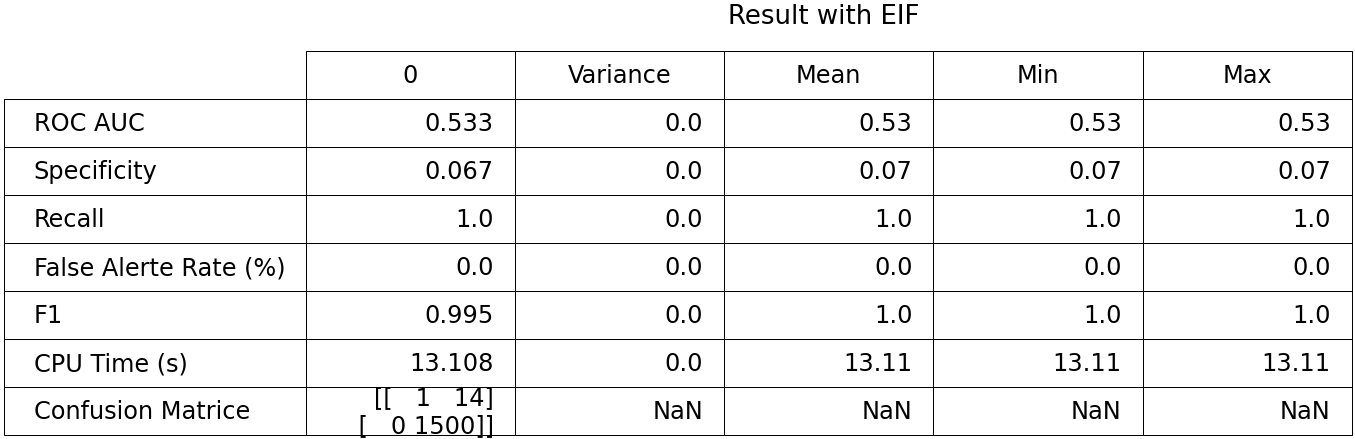 Result with EIF
0 Variance Mean Min Max
ROC AUC 0.533 0.0 0.53 0.53 0.53
Specificity 0.067 0.0 0.07 0.07 0.07
Recall 1.0 0.0 1.0 1.0 1.0
False Alerte Rate (%) 0.0 0.0 0.0 0.0 0.0
F1 0.995 0.0 1.0 1.0 1.0
CPU Time (s) 13.108 0.0 13.11 13.11 13.11
Confusion Matrice [[ 1 14]
[ 0 1500]] NaN NaN NaN NaN